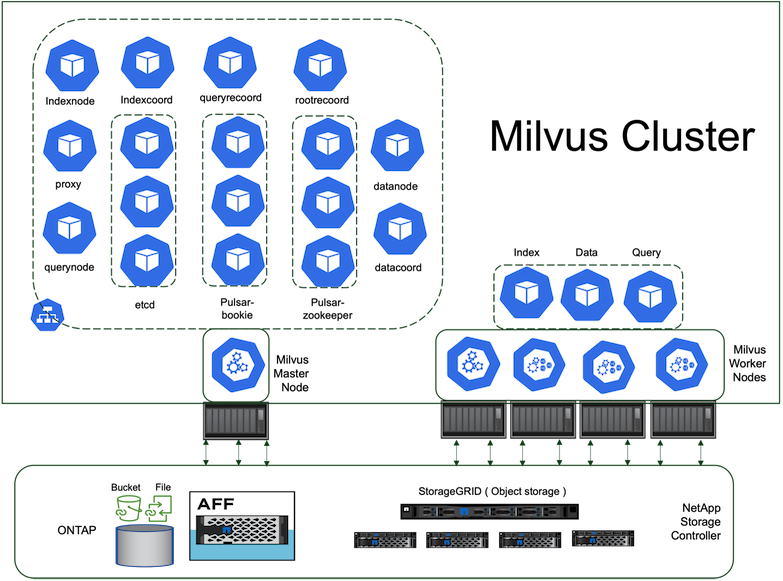 Indexnode
Indexcoord
queryrecoord
rootrecoord
Milvus Cluster
proxy
datanode
querynode
datacoord
etcd
Pulsar-
bookie
Pulsar-
zookeeper
Index
Data
Query
Milvus
Master
Node
Milvus
Worker
Nodes
Bucket
File
ONTAP
AFF
StorageGRID ( Object storage )
NetApp
Storage
Controller